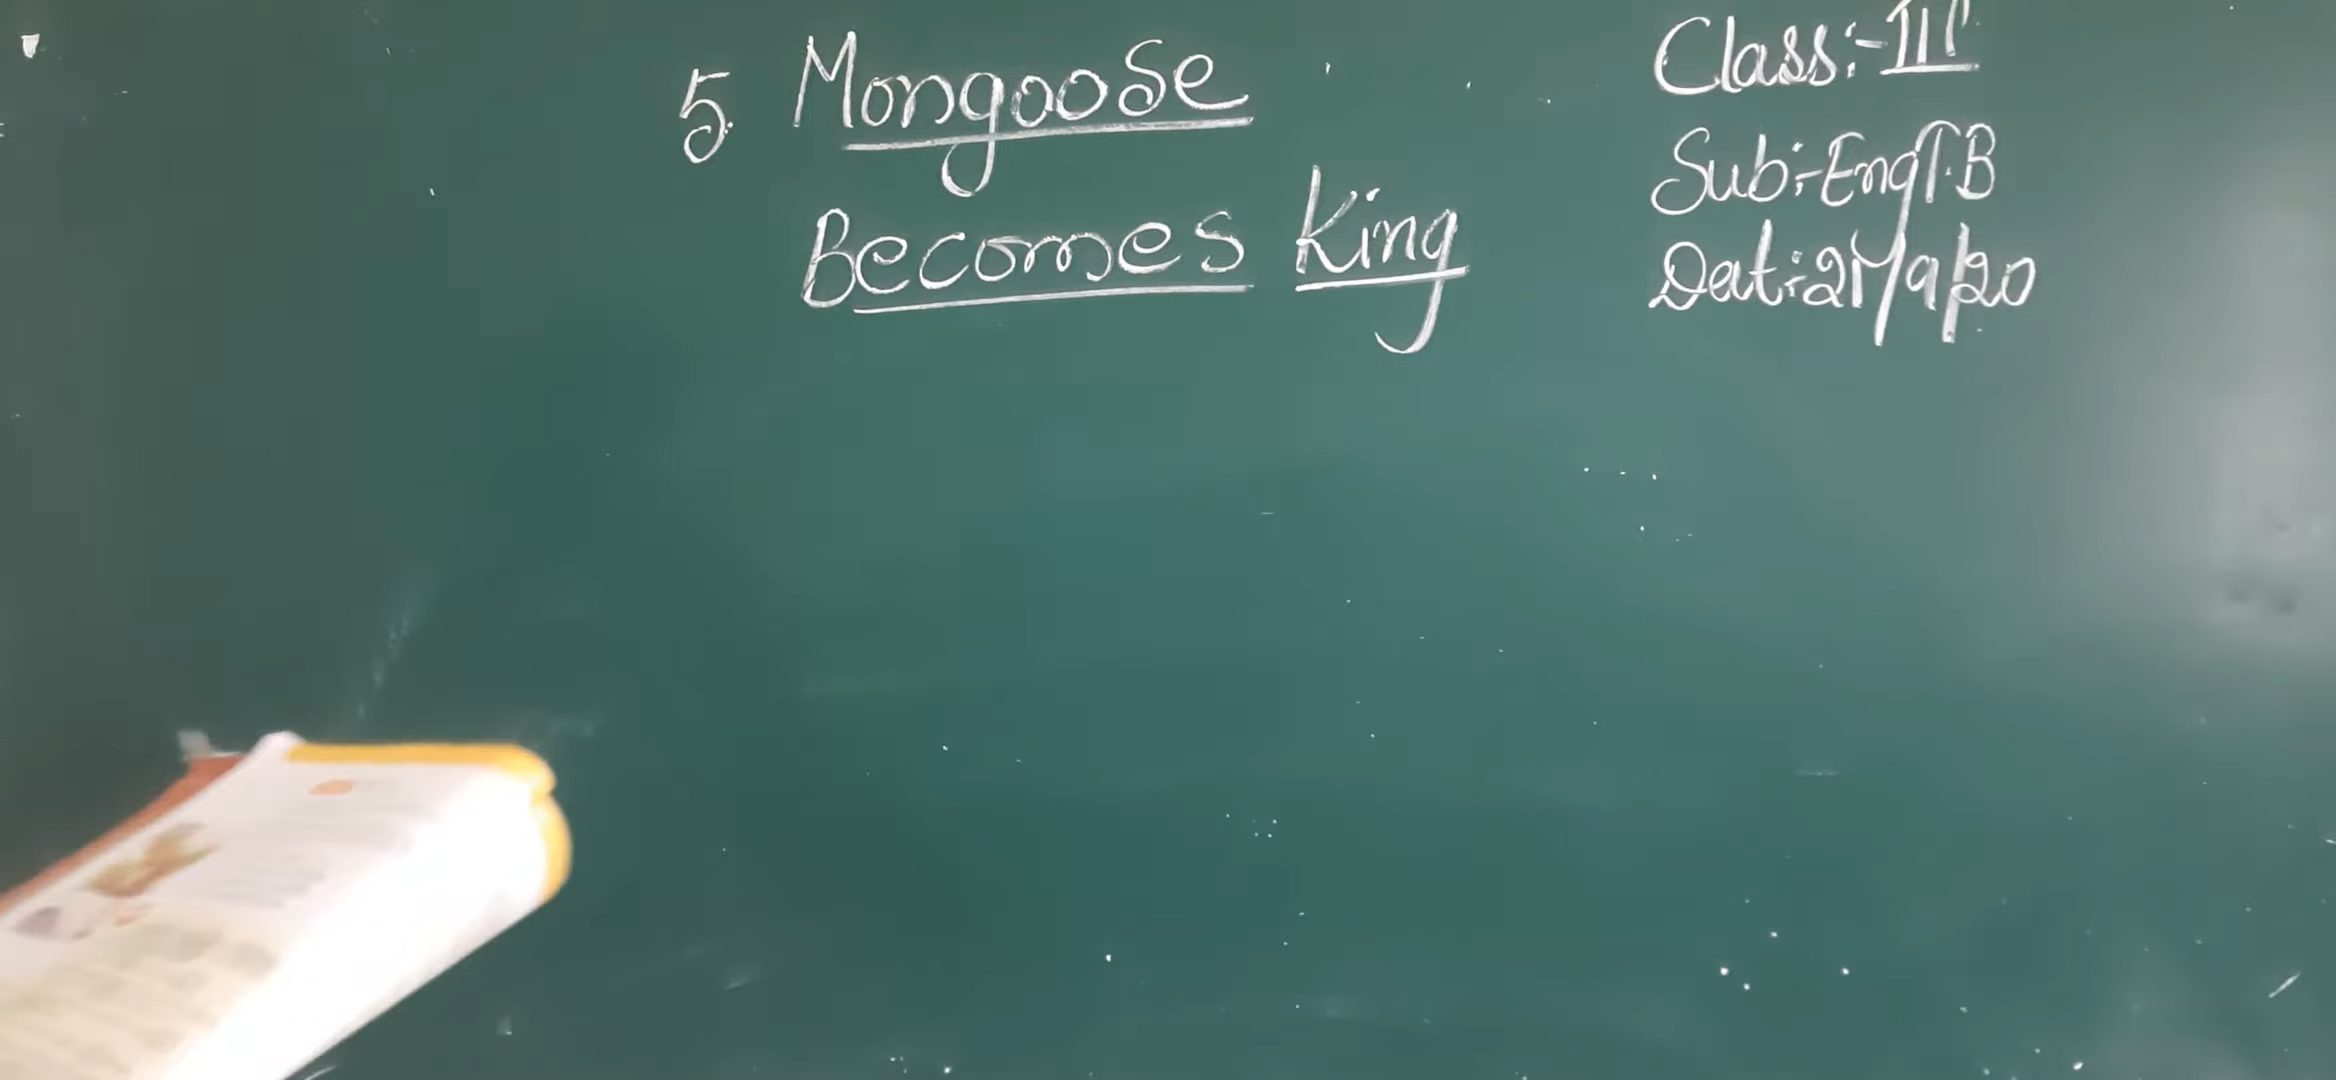 5. Mongoose
Becomes King
Class:-III
Sub:-Eng T.B
Dat:-21/9/20